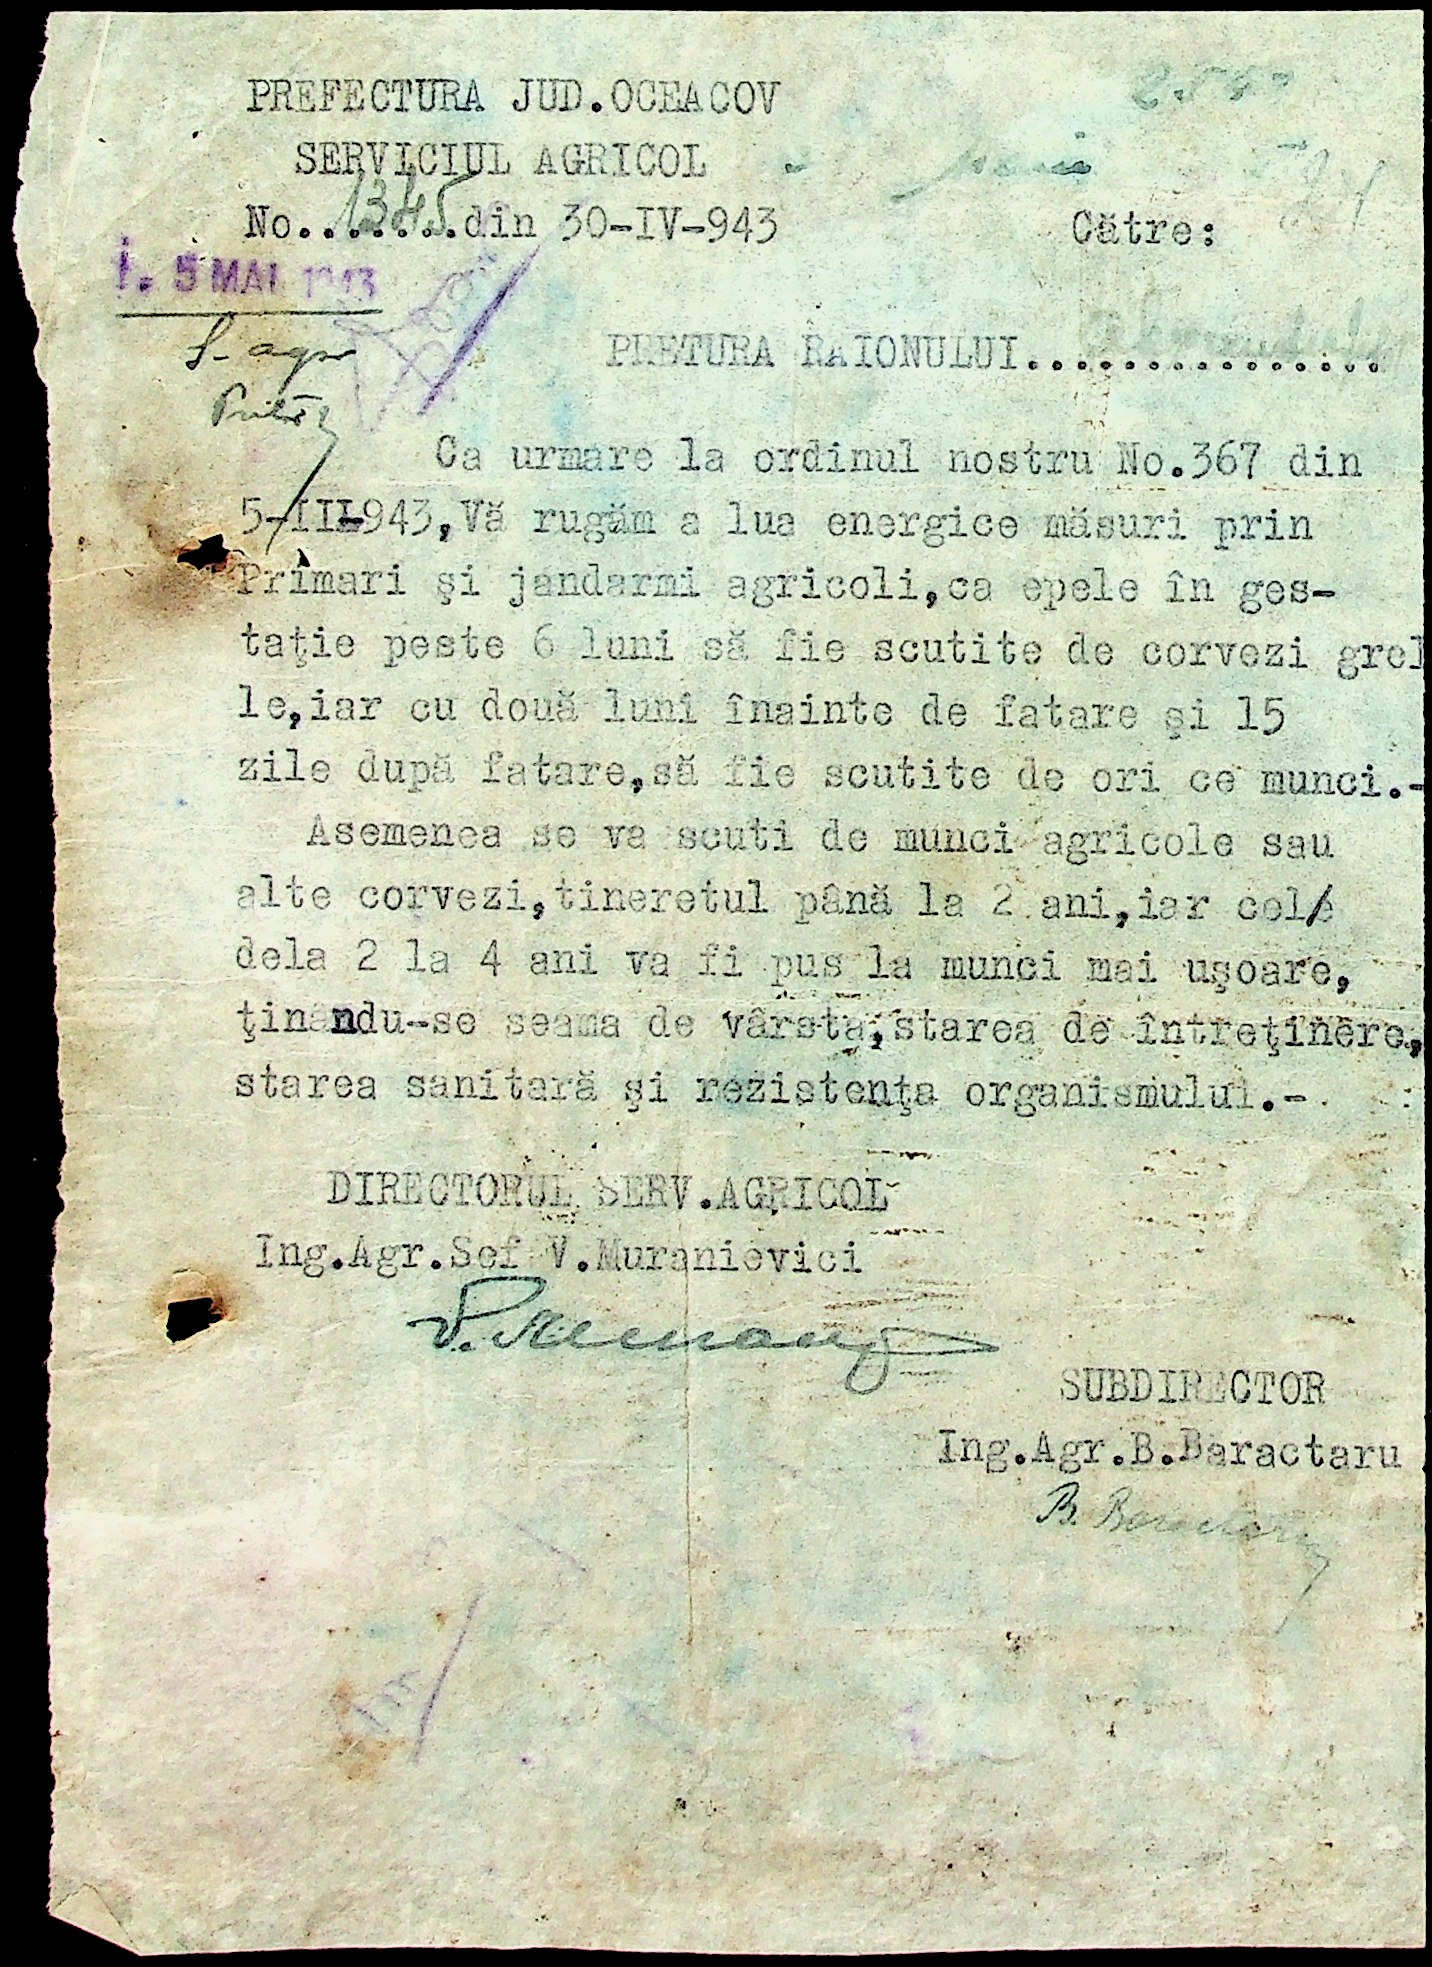 PREFECTURA JUD.OCEACOV
SERVICIUL AGRICOL
No..1345..din 30-IV-943
Către:
5 MAI 1943
PRETURA RAIONULUI...............
S. agr
Ca urmare la ordinul nostru No.367 din
5-III-943,Vă rugăm a lua energice măsuri prin
Primari şi jandarmi agricoli,ca epele în ges-
taţie peste 6 luni să fie scutite de corvezi grel
le,iar cu două luni înainte de fatare şi 15
zile după fatare,să fie scutite de ori ce munci.-
Asemenea se va scuti de munci agricole sau
alte corvezi,tineretul până la 2 ani,iar cel
dela 2 la 4 ani va fi pus la munci mai uşoare,
ţinandu-se seama de vârsta,starea de întreţinere,
starea sanitară şi rezistenţa organismului.-
DIRECTORUL SERV.AGRICOL
Ing.Agr.Sef V.Muranievici
SUBDIRECTOR
Ing.Agr.B.Baractaru
B. Baractaru